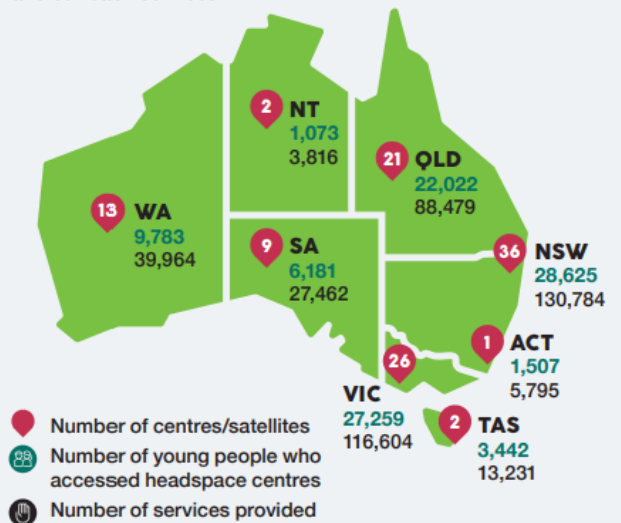 2
NT
1,073
3,816
21
QLD
22,022
88,479
13
WA
9,783
39,964
9
SA
6,181
27,462
36
NSW
28,625
130,784
1
ACT
1,507
5,795
26
VIC
27,259
116,604
2
TAS
3,442
13,231
Number of centres/satellites
Number of young people who
accessed headspace centres
Number of services provided